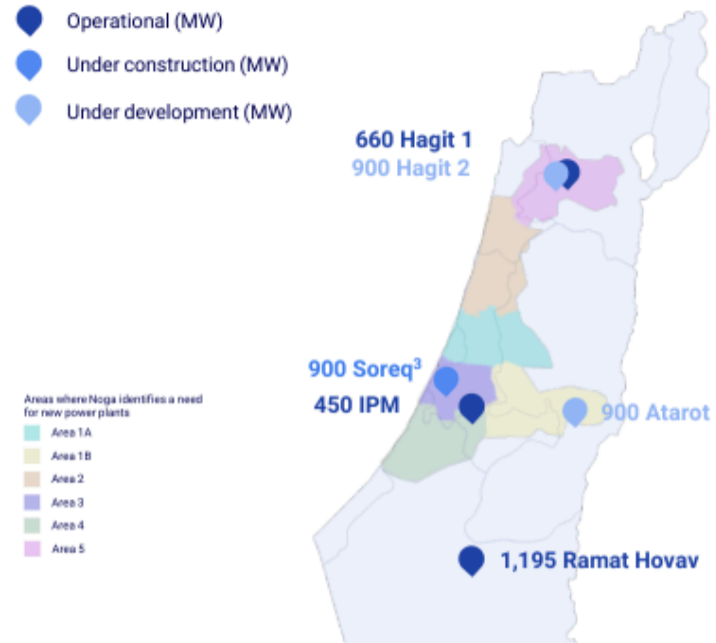 Operational (MW)
Under construction (MW)
Under development (MW)
660 Hagit 1
900 Hagit 2
900 Soreq³
450 IPM
900 Atarot
Areas where Noga identifies a need
for new power plants
Area 1A
Area 1B
Area 2
Area 3
Area 4
Area 5
1,195 Ramat Hovav